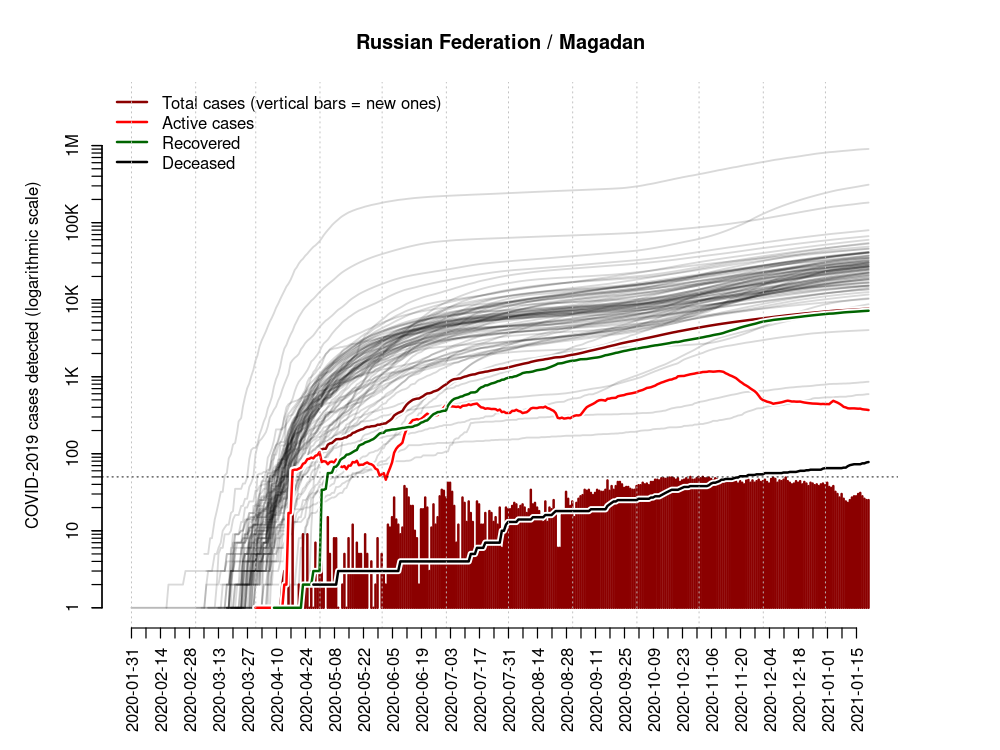 Russian Federation / Magadan
Total cases (vertical bars = new ones)
Active cases
Recovered
Deceased
COVID-2019 cases detected (logarithmic scale)
1M
100K
10K
1K
100
10
1
2020-01-31
2020-02-14
2020-02-28
2020-03-13
2020-03-27
2020-04-10
2020-04-24
2020-05-08
2020-05-22
2020-06-05
2020-06-19
2020-07-03
2020-07-17
2020-07-31
2020-08-14
2020-08-28
2020-09-11
2020-09-25
2020-10-09
2020-10-23
2020-11-06
2020-11-20
2020-12-04
2020-12-18
2021-01-01
2021-01-15